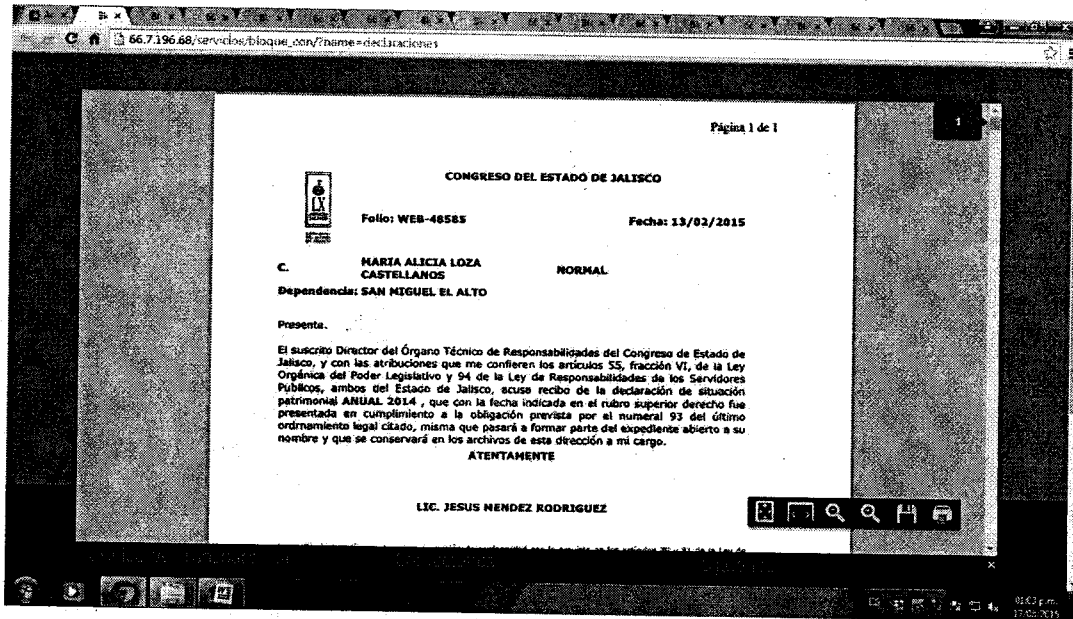 66.7.196.68/servicios/bloque_con/?name=declaraciones
Página 1 de 1
1
CONGRESO DEL ESTADO DE JALISCO
LX
Folio: WEB-48585
Fecha: 13/02/2015
C.
MARIA ALICIA LOZA
CASTELLANOS
NORMAL
Dependencia: SAN MIGUEL EL ALTO
Presente.
El suscrito Director del Órgano Técnico de Responsabilidades del Congreso de Estado de
Jalisco, y con las atribuciones que me confieren los artículos 55, fracción VI, de la Ley
Orgánica del Poder Legislativo y 94 de la Ley de Responsabilidades de los Servidores
Públicos, ambos del Estado de Jalisco, acusa recibo de la declaración de situación
patrimonial ANUAL 2014 , que con la fecha indicada en el rubro superior derecho fue
presentada en cumplimiento a la obligación prevista por el numeral 93 del último
ordrnamiento legal citado, misma que pasará a formar parte del expediente abierto a su
nombre y que se conservará en los archivos de esta dirección a mi cargo.
ATENTAMENTE
LIC. JESUS MENDEZ RODRIGUEZ
01:03 p.m.